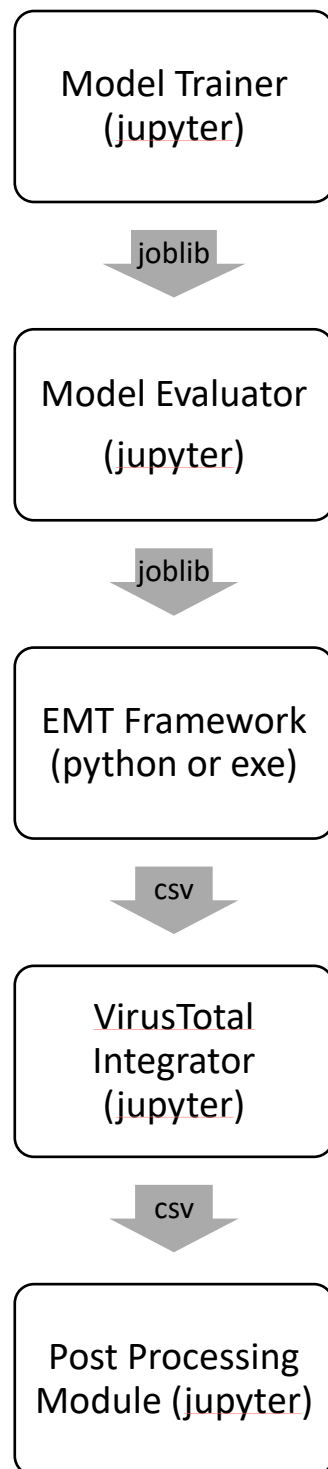 Model Trainer
(jupyter)
joblib
Model Evaluator
(jupyter)
joblib
EMT Framework
(python or exe)
csv
VirusTotal
Integrator
(jupyter)
csv
Post Processing
Module (jupyter)